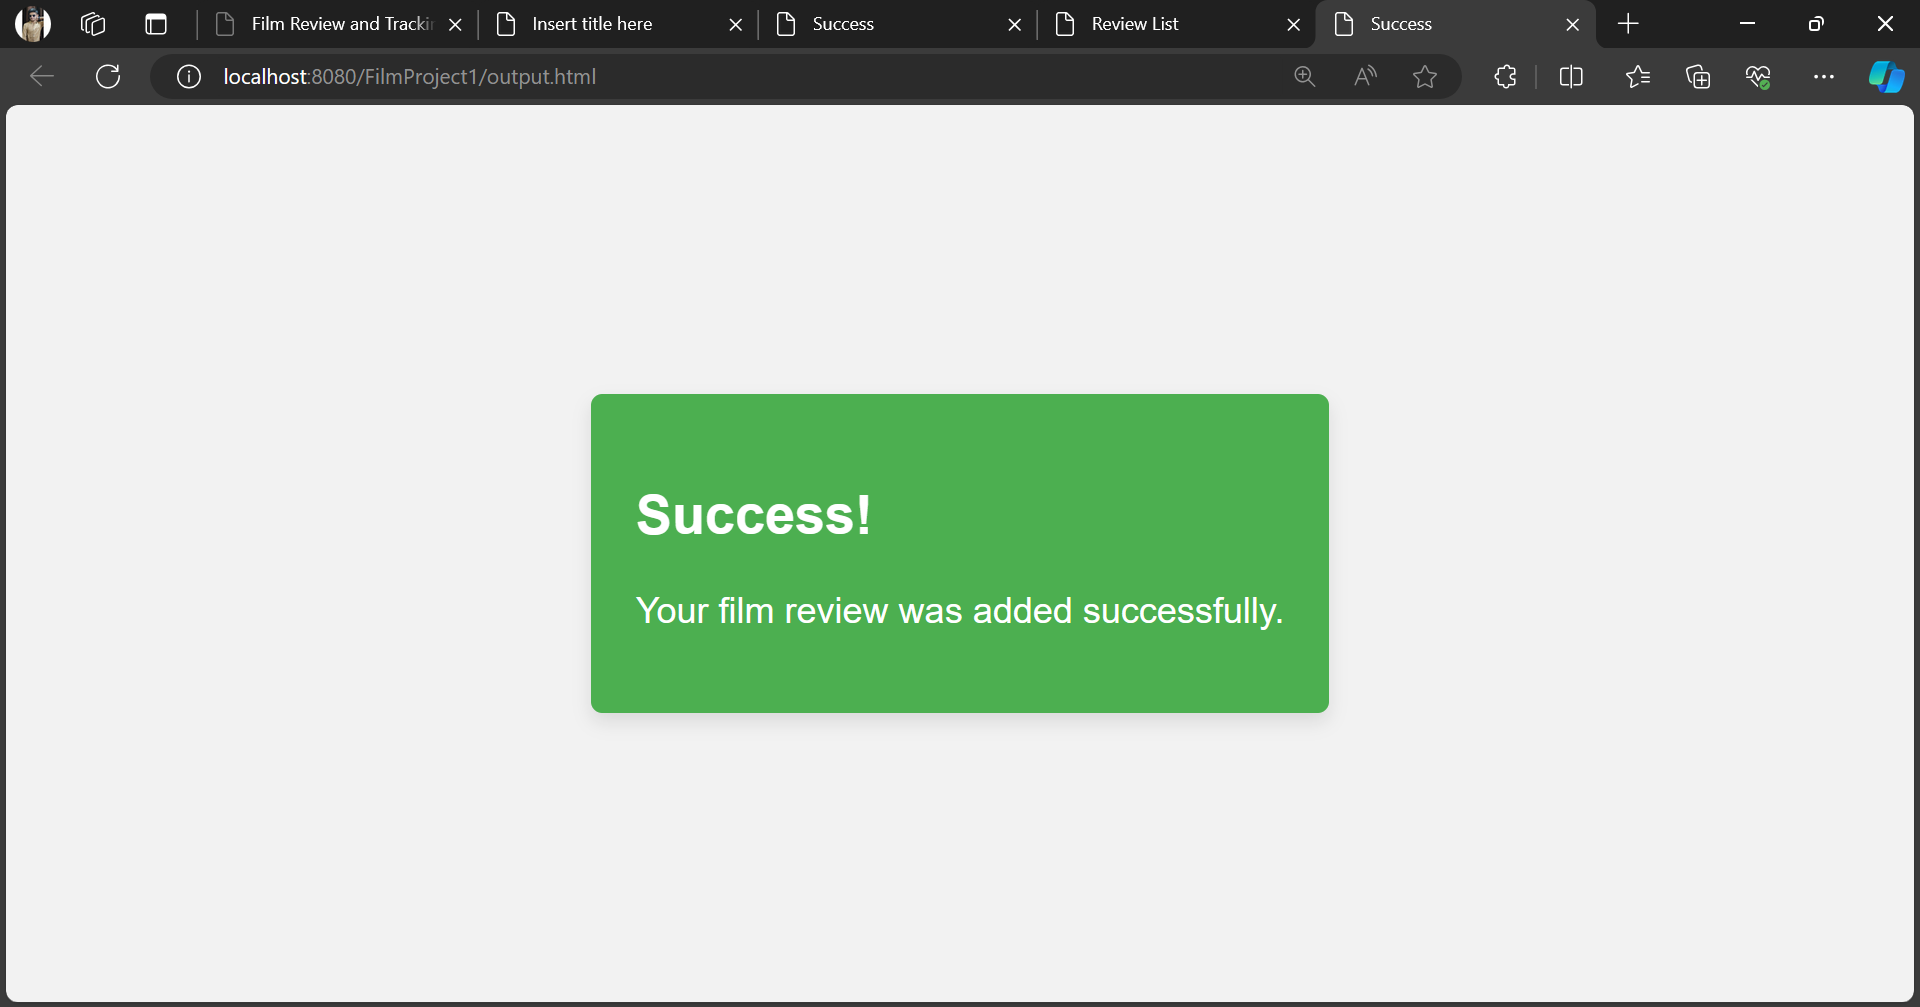 Film Review and Trackin
Insert title here
Success
Review List
Success
localhost:8080/FilmProject1/output.html
Success!
Your film review was added successfully.